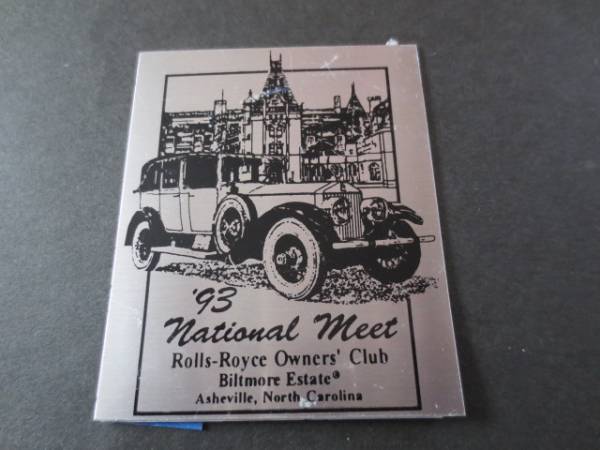 '93
National Meet
Rolls-Royce Owners' Club
Biltmore Estate®
Asheville, North Carolina